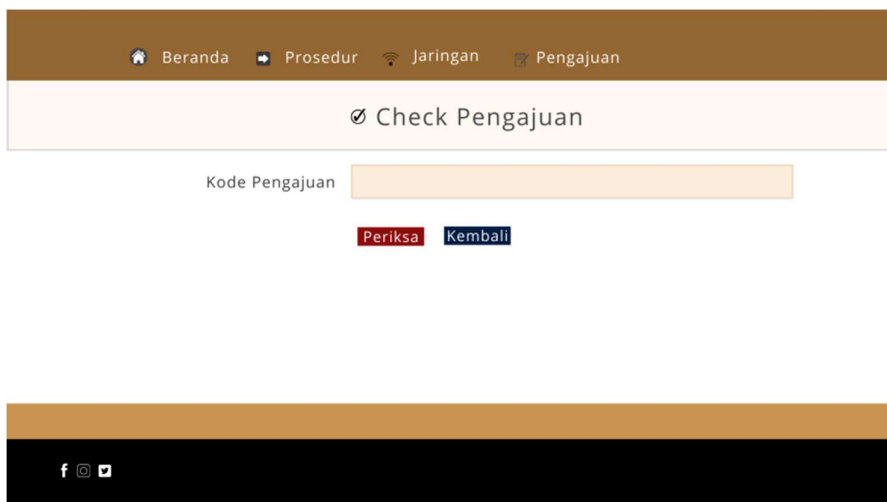 Beranda Prosedur Jaringan Pengajuan
Check Pengajuan
Kode Pengajuan
Periksa Kembali